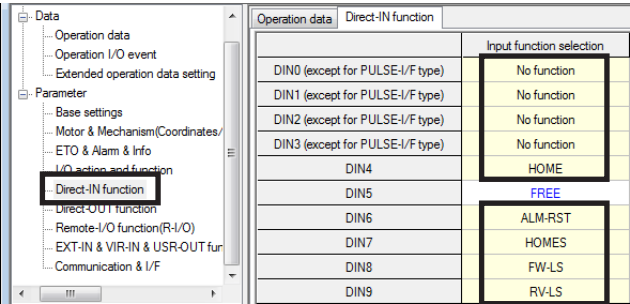 Data
Operation data
Operation I/O event
Extended operation data setting
Parameter
Base settings
Motor & Mechanism(Coordinates/
ETO & Alarm & Info
I/O action and function
Direct-IN function
Direct-OUT function
Remote-I/O function(R-I/O)
EXT-IN & VIR-IN & USR-OUT fun
Communication & I/F
Operation data Direct-IN function
Input function selection
DIN0 (except for PULSE-I/F type) No function
DIN1 (except for PULSE-I/F type) No function
DIN2 (except for PULSE-I/F type) No function
DIN3 (except for PULSE-I/F type) No function
DIN4 HOME
DIN5 FREE
DIN6 ALM-RST
DIN7 HOMES
DIN8 FW-LS
DIN9 RV-LS